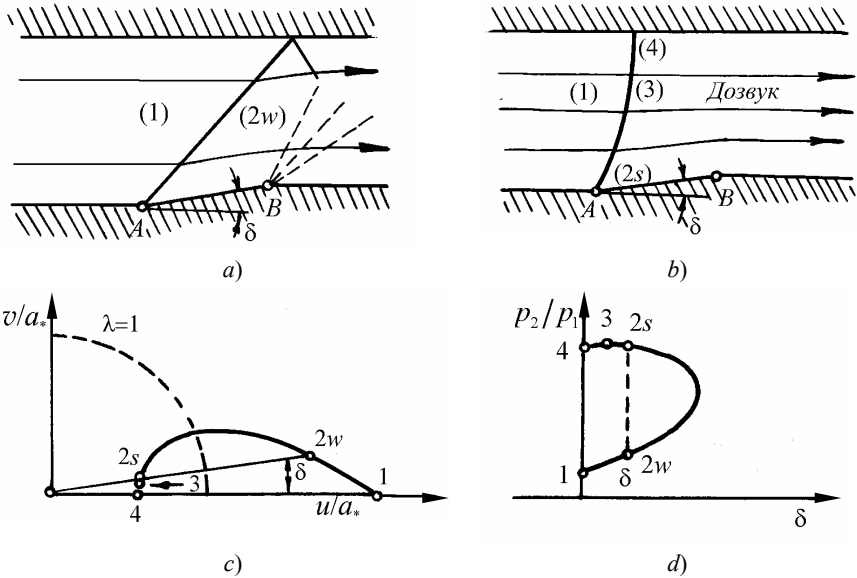 (1)
(2w)
A
B
δ
a)
(4)
(1)
(3)
Дозвук
(2s)
A
B
δ
b)
v/a*
λ=1
2s
2w
3
δ
1
4
u/a*
c)
p₂/p₁
3
2s
4
1
δ
2w
δ
d)